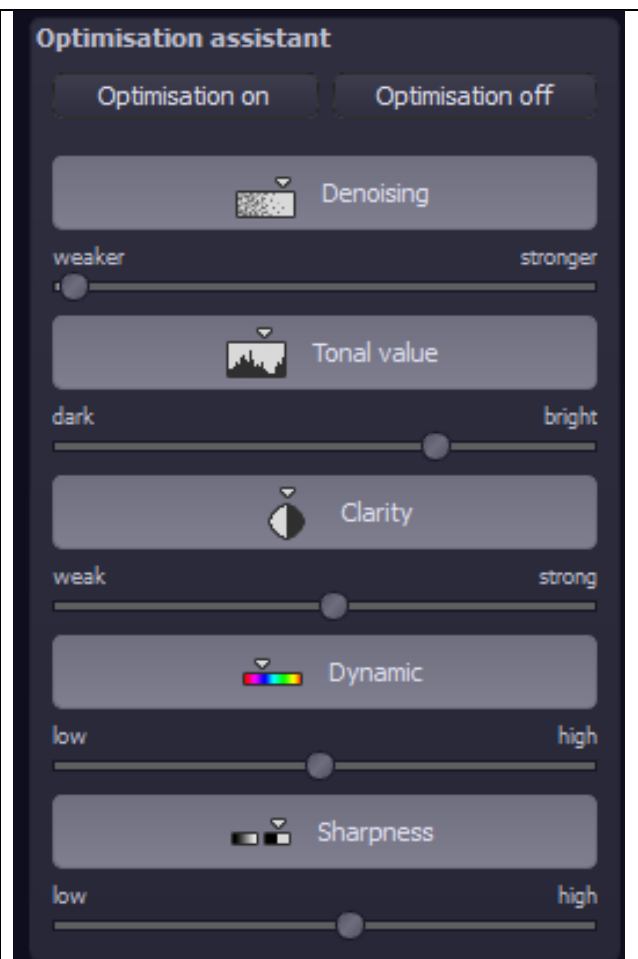 Optimisation assistant
Optimisation on Optimisation off
Denoising
weaker stronger
Tonal value
dark bright
Clarity
weak strong
Dynamic
low high
Sharpness
low high